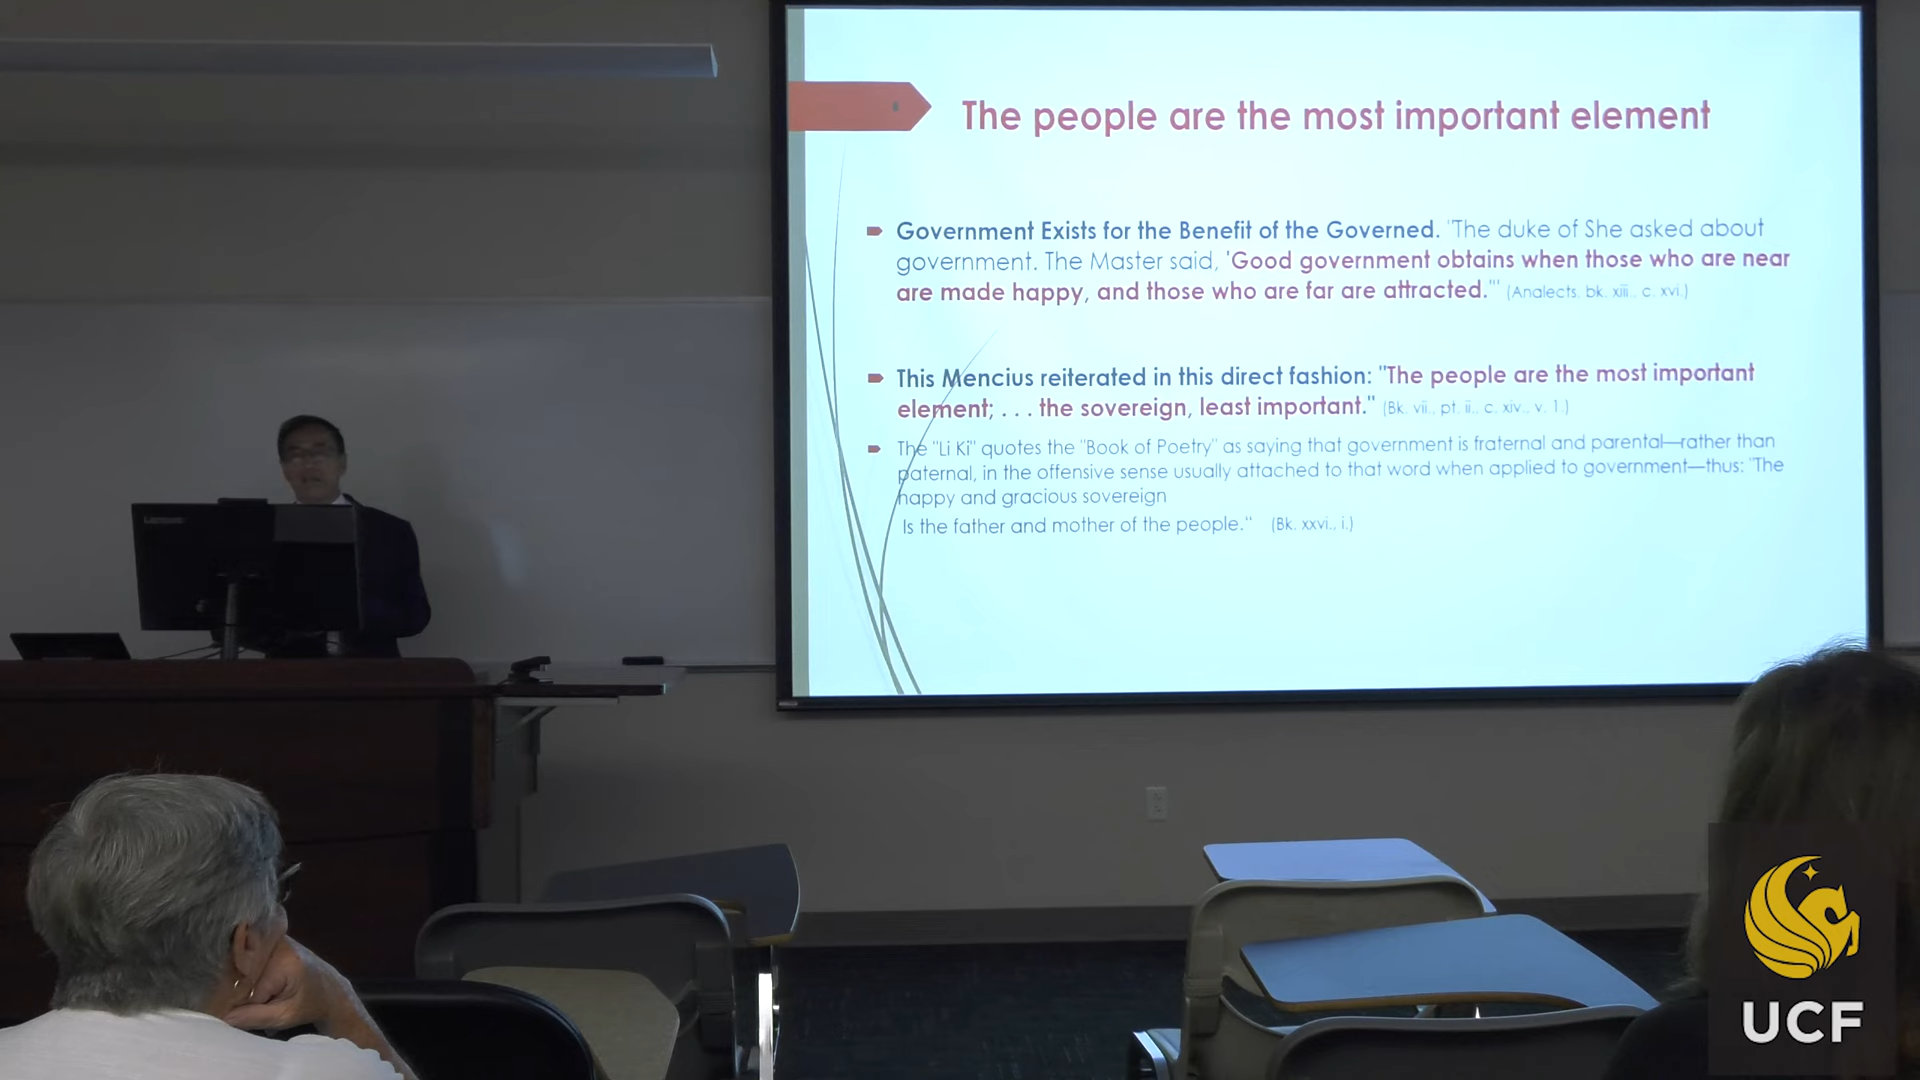 The people are the most important element
Government Exists for the Benefit of the Governed. "The duke of She asked about
government. The Master said, 'Good government obtains when those who are near
are made happy, and those who are far are attracted.'" (Analects, bk. xiii., c. xvi.)
This Mencius reiterated in this direct fashion: "The people are the most important
element; . . . the sovereign, least important." (Bk. vii., pt. ii., c. xiv., v. 1.)
The "Li Ki" quotes the "Book of Poetry" as saying that government is fraternal and parental—rather than
paternal, in the offensive sense usually attached to that word when applied to government—thus: "The
happy and gracious sovereign
Is the father and mother of the people." (Bk. xxvi., i.)
Lenovo
UCF